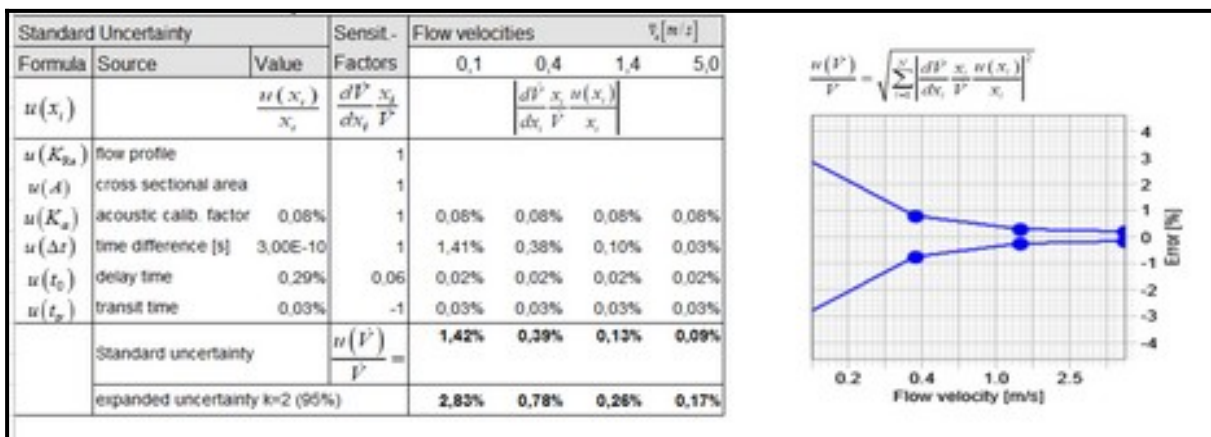 Standard Uncertainty Sensit.- Flow velocities v̄ₛ[m/s]
Formula Source Value Factors 0,1 0,4 1,4 5,0
u(xᵢ) u(xᵢ)/xᵢ dV̇/dxᵢ xᵢ/V̇ |dV̇/dxᵢ xᵢ/V̇ u(xᵢ)/xᵢ|
u(K_Re) flow profile 1
u(A) cross sectional area 1
u(Kₐ) acoustic calib. factor 0,08% 1 0,08% 0,08% 0,08% 0,08%
u(Δt) time difference [s] 3,00E-10 1 1,41% 0,38% 0,10% 0,03%
u(t₀) delay time 0,29% 0,06 0,02% 0,02% 0,02% 0,02%
u(t_tr) transit time 0,03% -1 0,03% 0,03% 0,03% 0,03%
Standard uncertainty u(V̇)/V̇ = 1,42% 0,39% 0,13% 0,09%
expanded uncertainty k=2 (95%) 2,83% 0,78% 0,26% 0,17%
u(V̇)/V̇ = √(∑ᵢ₌₁ᴺ |dV̇/dxᵢ xᵢ/V̇ u(xᵢ)/xᵢ|²)
4
3
2
1
0
-1
-2
-3
-4
Error [%]
0.2 0.4 1.0 2.5
Flow velocity [m/s]